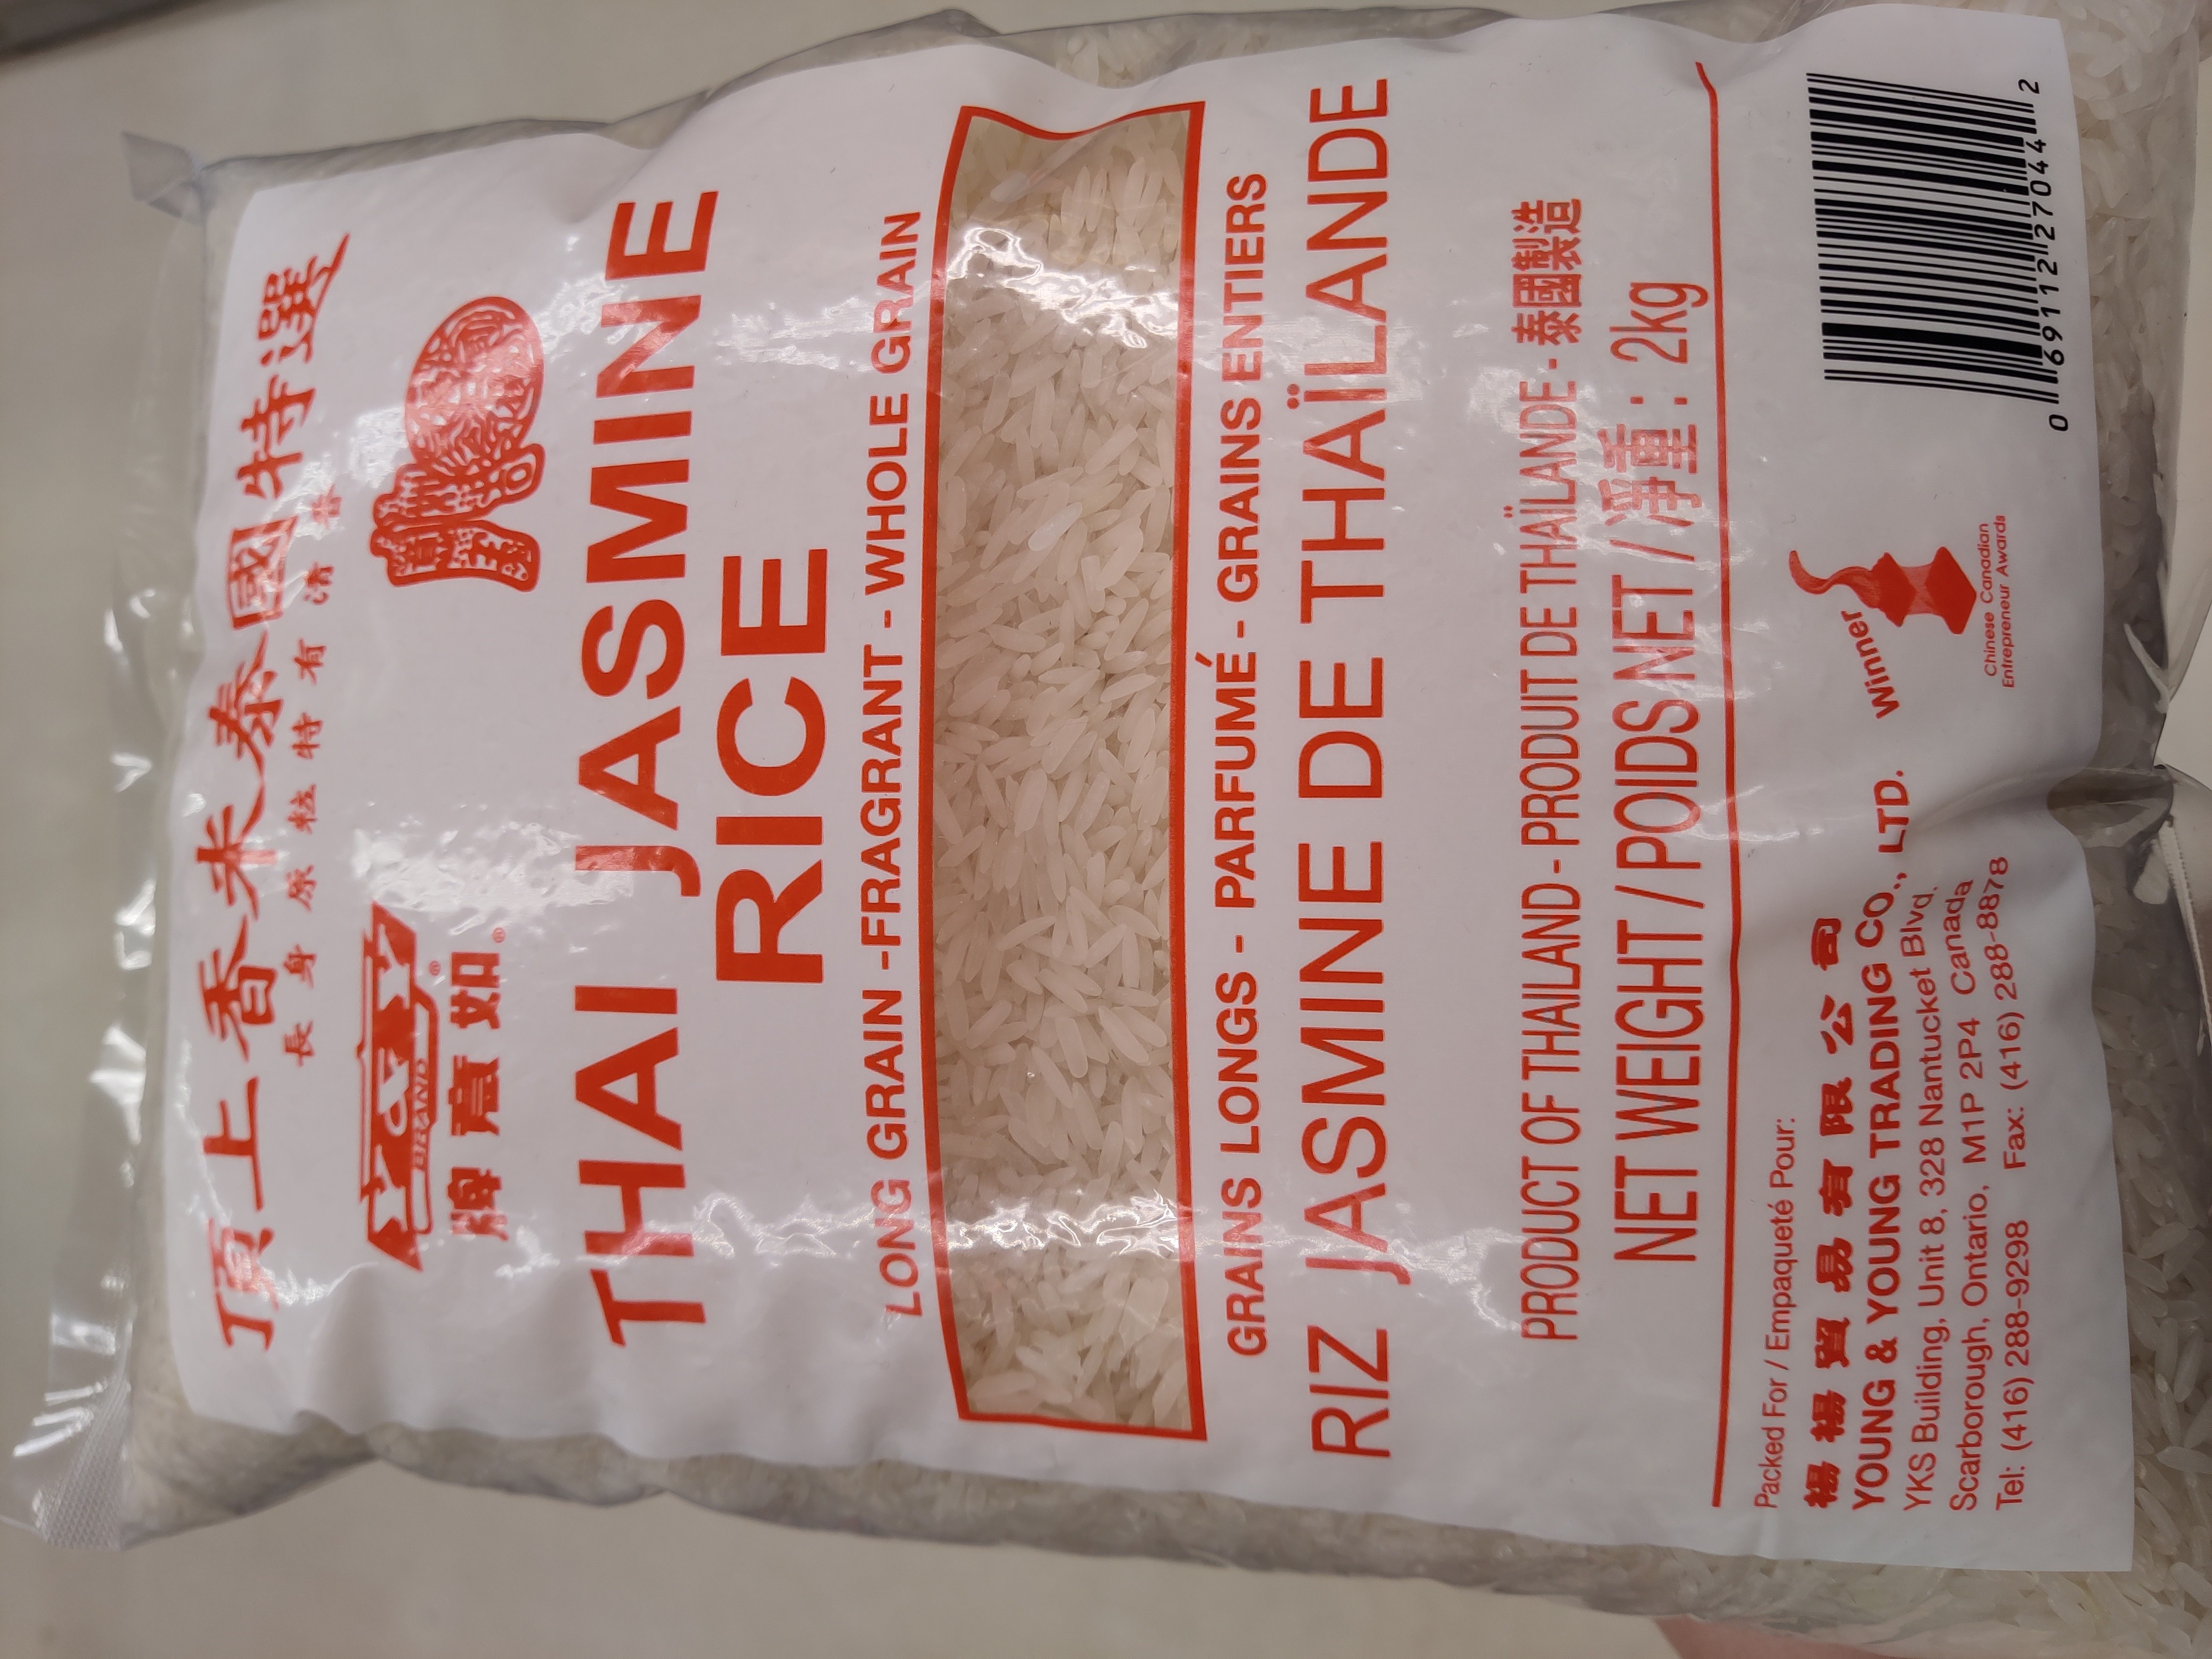 頂上香米泰國特選
長身原粒特有清香
Y&Y®
BRAND
牌意如®
THAI JASMINE
RICE
LONG GRAIN -FRAGRANT - WHOLE GRAIN
GRAINS LONGS - PARFUMÉ - GRAINS ENTIERS
RIZ JASMINE DE THAÏLANDE
PRODUCT OF THAILAND - PRODUIT DE THAÏLANDE - 泰國製造
NET WEIGHT / POIDS NET / 淨重 : 2kg
Packed For / Empaqueté Pour:
楊楊貿易有限公司
YOUNG & YOUNG TRADING CO., LTD.
YKS Building, Unit 8, 328 Nantucket Blvd.
Scarborough, Ontario, M1P 2P4 Canada
Tel: (416) 288-9298 Fax: (416) 288-8878
Winner
Chinese Canadian
Entrepreneur Awards
0 69112 27044 2